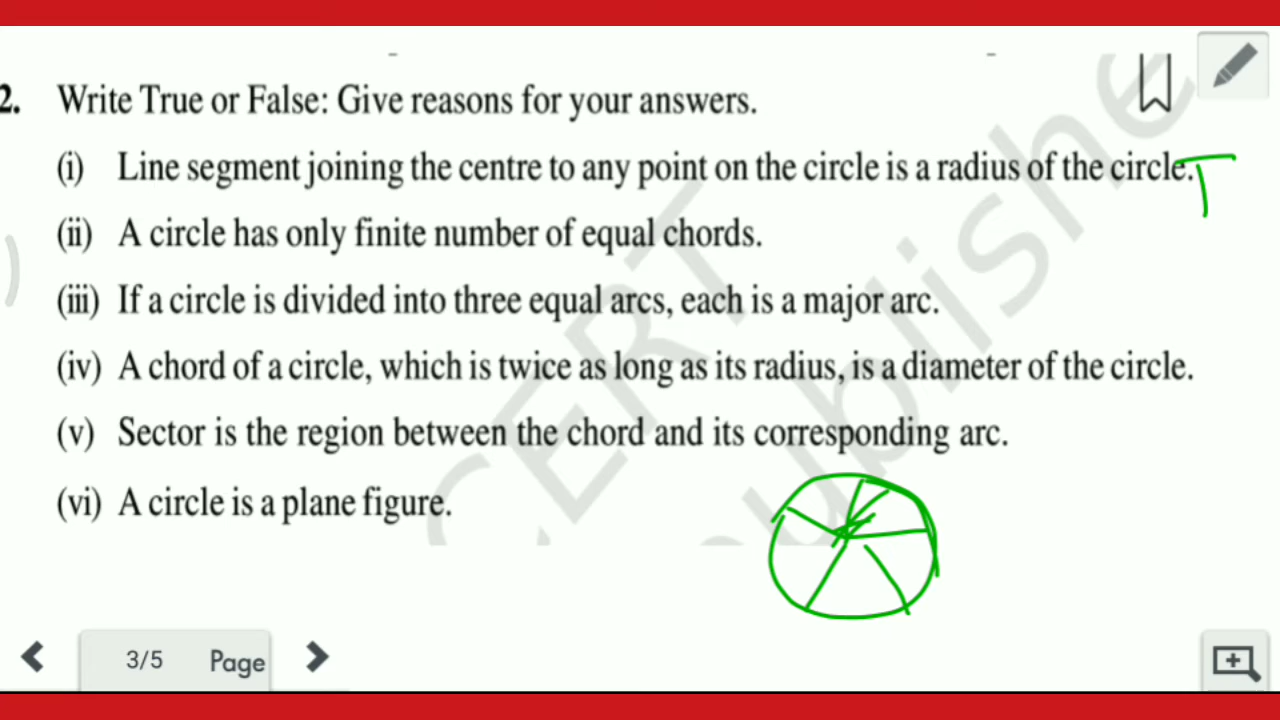 2. Write True or False: Give reasons for your answers.
(i) Line segment joining the centre to any point on the circle is a radius of the circle. T
(ii) A circle has only finite number of equal chords.
(iii) If a circle is divided into three equal arcs, each is a major arc.
(iv) A chord of a circle, which is twice as long as its radius, is a diameter of the circle.
(v) Sector is the region between the chord and its corresponding arc.
(vi) A circle is a plane figure.
3/5 Page